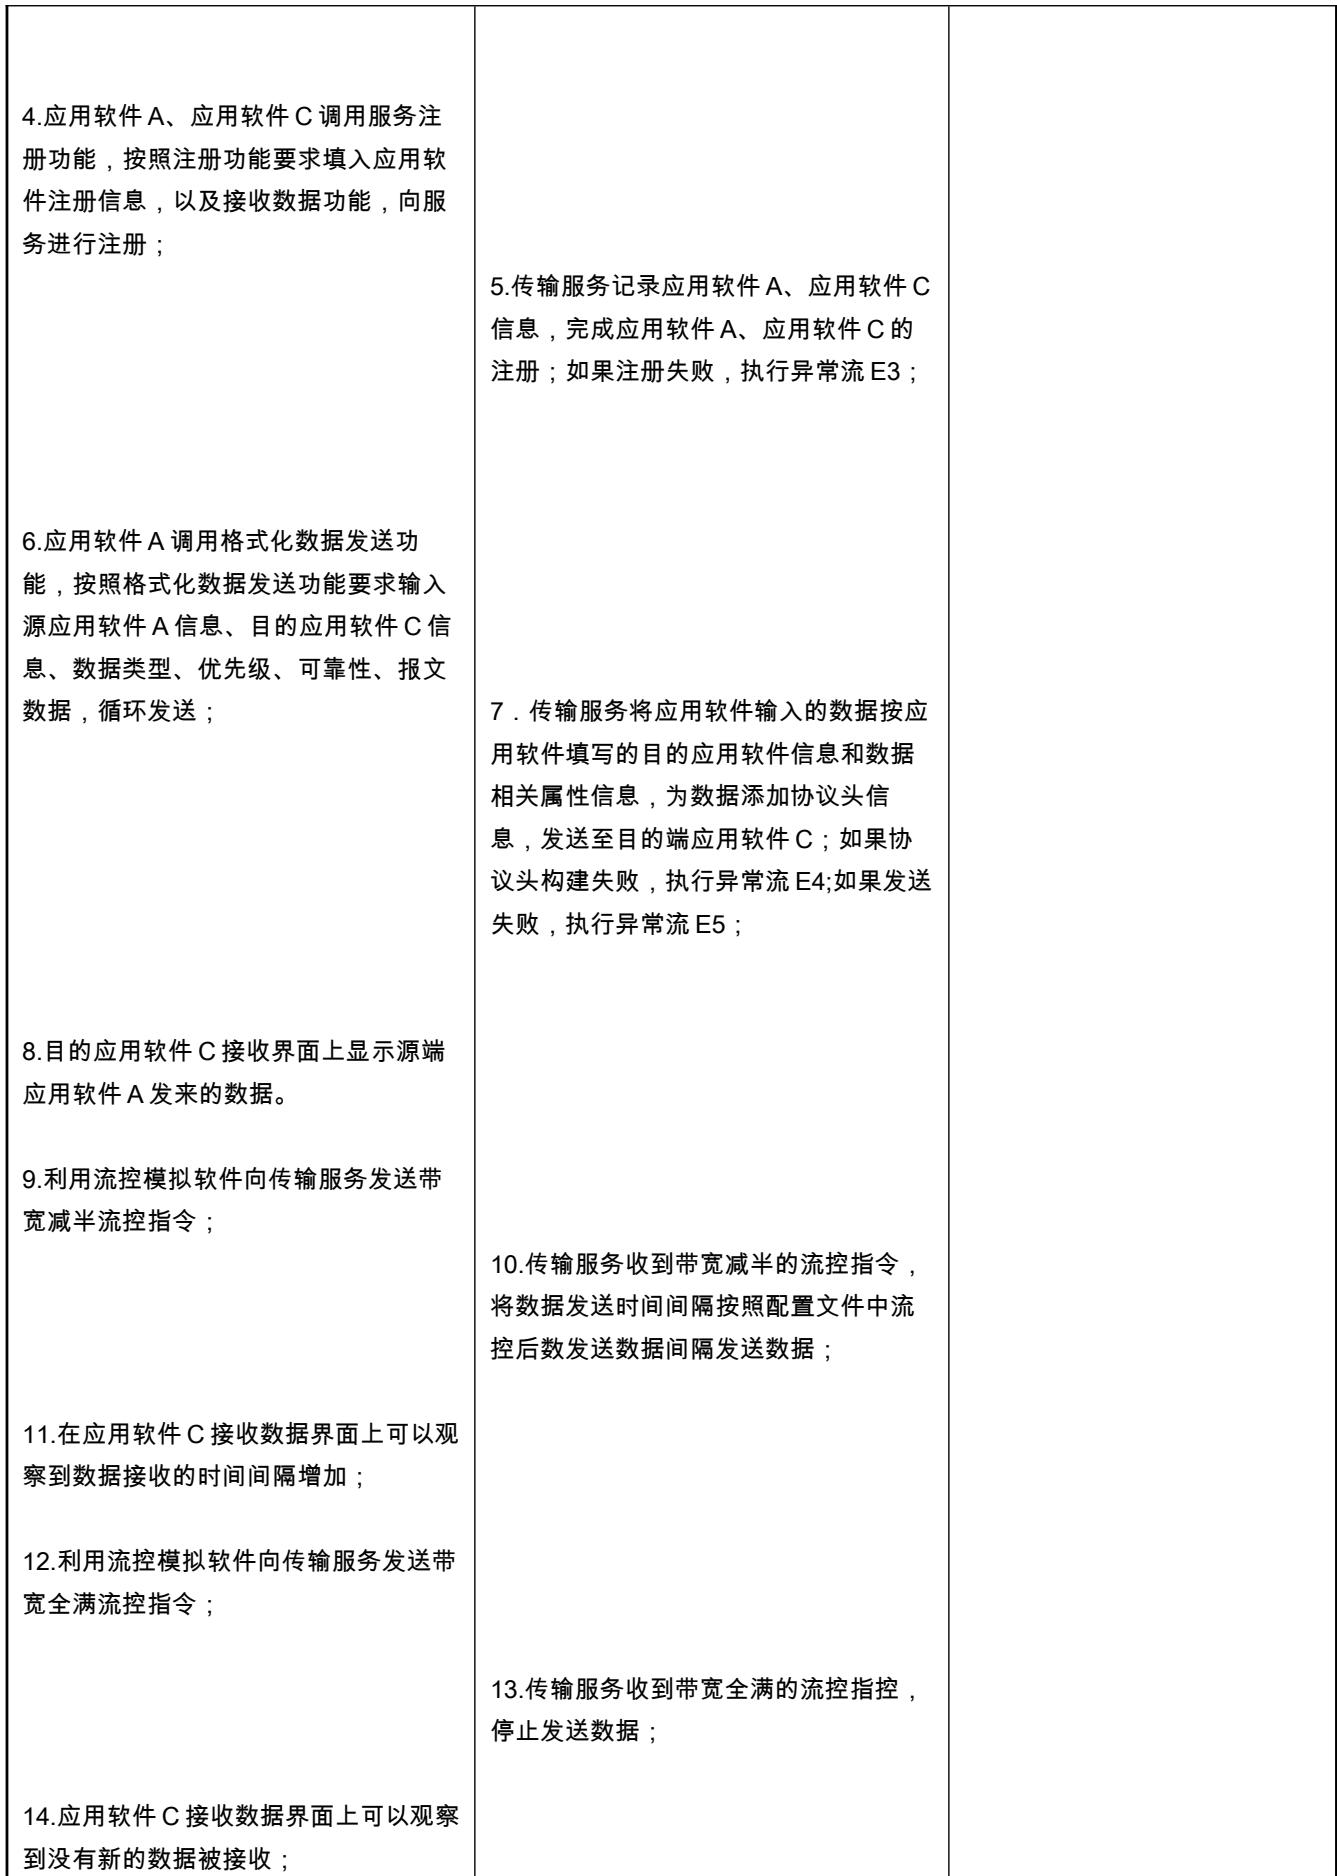 4.应用软件 A、应用软件 C 调用服务注
册功能，按照注册功能要求填入应用软
件注册信息，以及接收数据功能，向服
务进行注册；
5.传输服务记录应用软件 A、应用软件 C
信息，完成应用软件 A、应用软件 C 的
注册；如果注册失败，执行异常流 E3；
6.应用软件 A 调用格式化数据发送功
能，按照格式化数据发送功能要求输入
源应用软件 A 信息、目的应用软件 C 信
息、数据类型、优先级、可靠性、报文
数据，循环发送；
7．传输服务将应用软件输入的数据按应
用软件填写的目的应用软件信息和数据
相关属性信息，为数据添加协议头信
息，发送至目的端应用软件 C；如果协
议头构建失败，执行异常流 E4;如果发送
失败，执行异常流 E5；
8.目的应用软件 C 接收界面上显示源端
应用软件 A 发来的数据。
9.利用流控模拟软件向传输服务发送带
宽减半流控指令；
10.传输服务收到带宽减半的流控指令，
将数据发送时间间隔按照配置文件中流
控后数发送数据间隔发送数据；
11.在应用软件 C 接收数据界面上可以观
察到数据接收的时间间隔增加；
12.利用流控模拟软件向传输服务发送带
宽全满流控指令；
13.传输服务收到带宽全满的流控指控，
停止发送数据；
14.应用软件 C 接收数据界面上可以观察
到没有新的数据被接收；